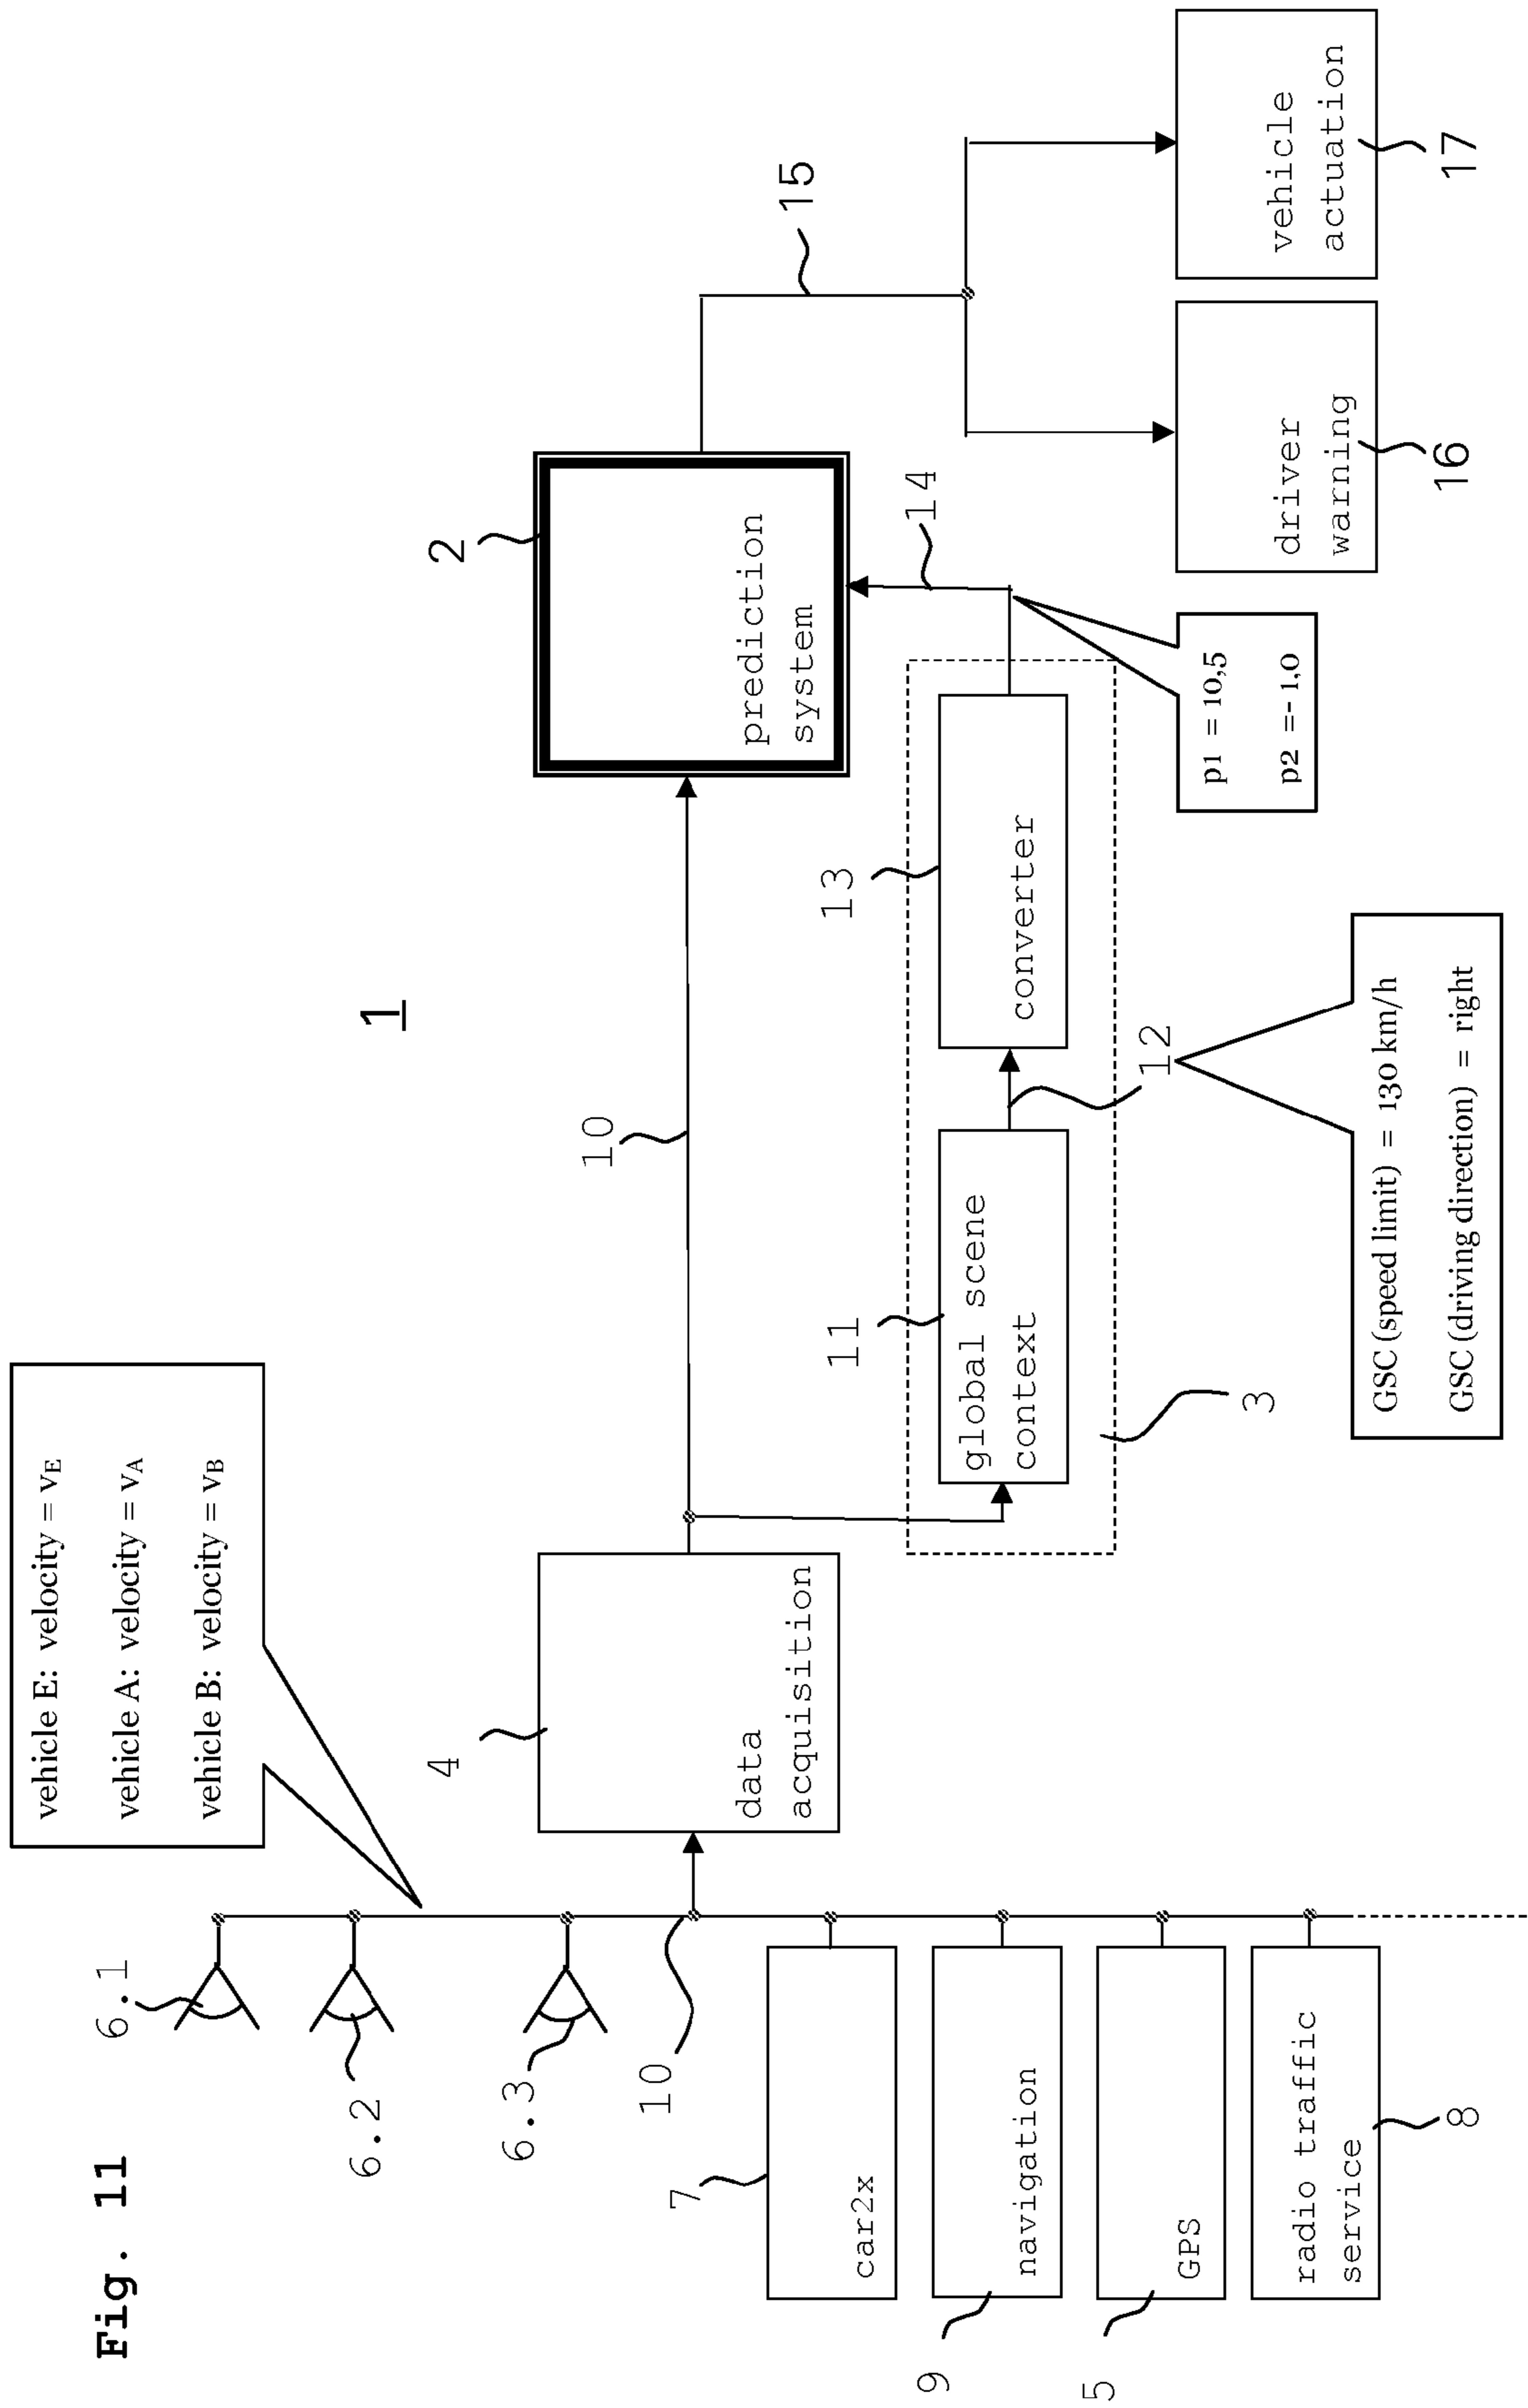 Fig. 11
1
vehicle E: velocity = vE
vehicle A: velocity = vA
vehicle B: velocity = vB
6.1
6.2
6.3
10
7
car2x
9
navigation
5
GPS
radio traffic
service
8
4
data
acquisition
10
2
prediction
system
11
global scene
context
3
12
13
converter
14
GSC (speed limit) = 130 km/h
GSC (driving direction) = right
p1 = 10,5
p2 =- 1,0
15
driver
warning
16
vehicle
actuation
17